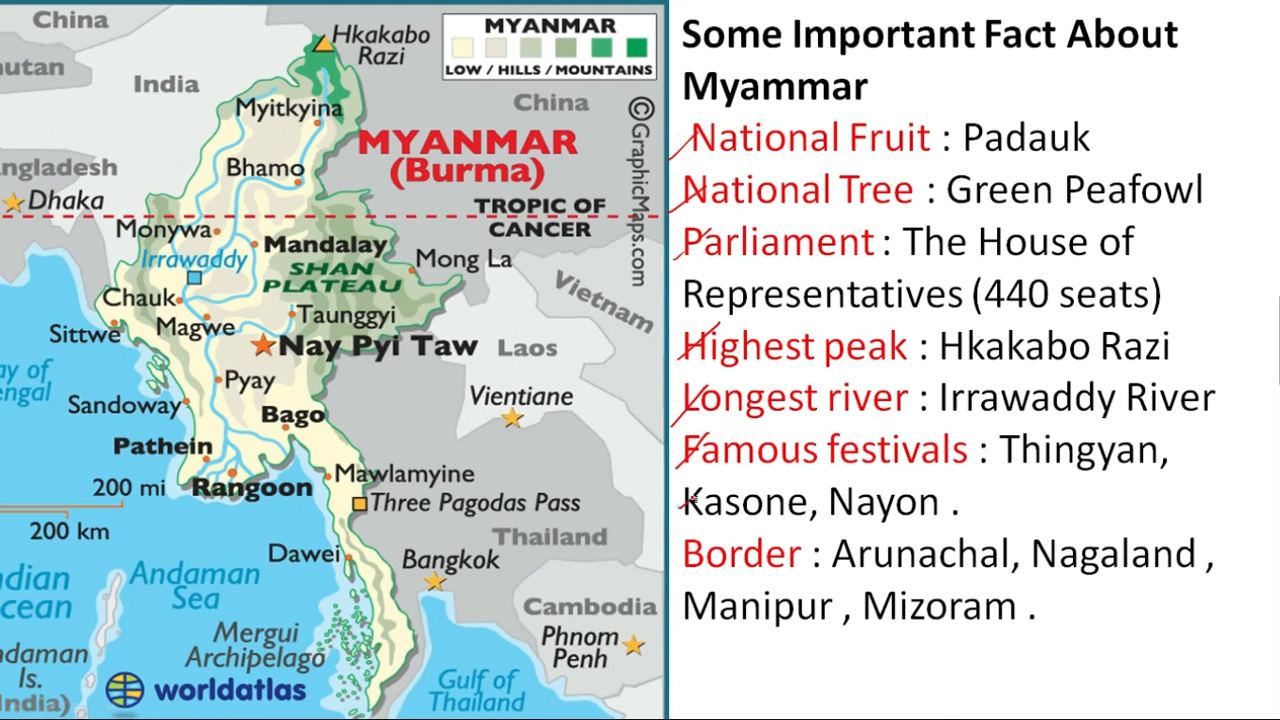 China
MYANMAR
LOW / HILLS / MOUNTAINS
Hkakabo
Razi
hutan
India
China
© GraphicMaps.com
Myitkyina
MYANMAR
(Burma)
ngladesh
Bhamo
Dhaka
TROPIC OF
CANCER
Monywa
Mandalay
Irrawaddy
Mong La
SHAN
PLATEAU
Vietnam
Chauk
Taunggyi
Sittwe
Magwe
Nay Pyi Taw
Laos
ay of
engal
Pyay
Vientiane
Sandoway
Bago
Pathein
Mawlamyine
200 mi
Rangoon
Three Pagodas Pass
200 km
Thailand
Dawei
Bangkok
ndian
cean
Andaman
Sea
Cambodia
Mergui
Archipelago
Phnom
Penh
ndaman
Is.
India)
worldatlas
Gulf of
Thailand
Some Important Fact About
Myammar
National Fruit : Padauk
National Tree : Green Peafowl
Parliament : The House of
Representatives (440 seats)
Highest peak : Hkakabo Razi
Longest river : Irrawaddy River
Famous festivals : Thingyan,
Kasone, Nayon .
Border : Arunachal, Nagaland ,
Manipur , Mizoram .